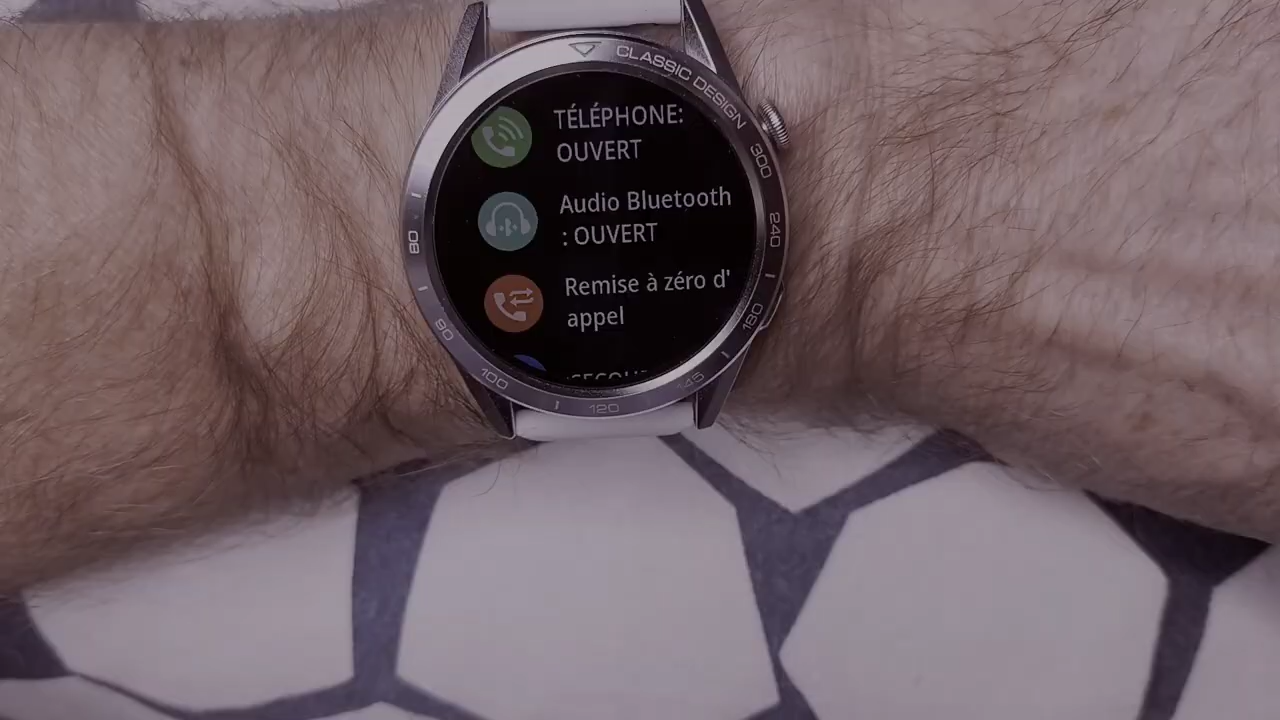 CLASSIC DESIGN
300
240
180
145
120
100
90
80
TÉLÉPHONE:
OUVERT
Audio Bluetooth
: OUVERT
Remise à zéro d'
appel